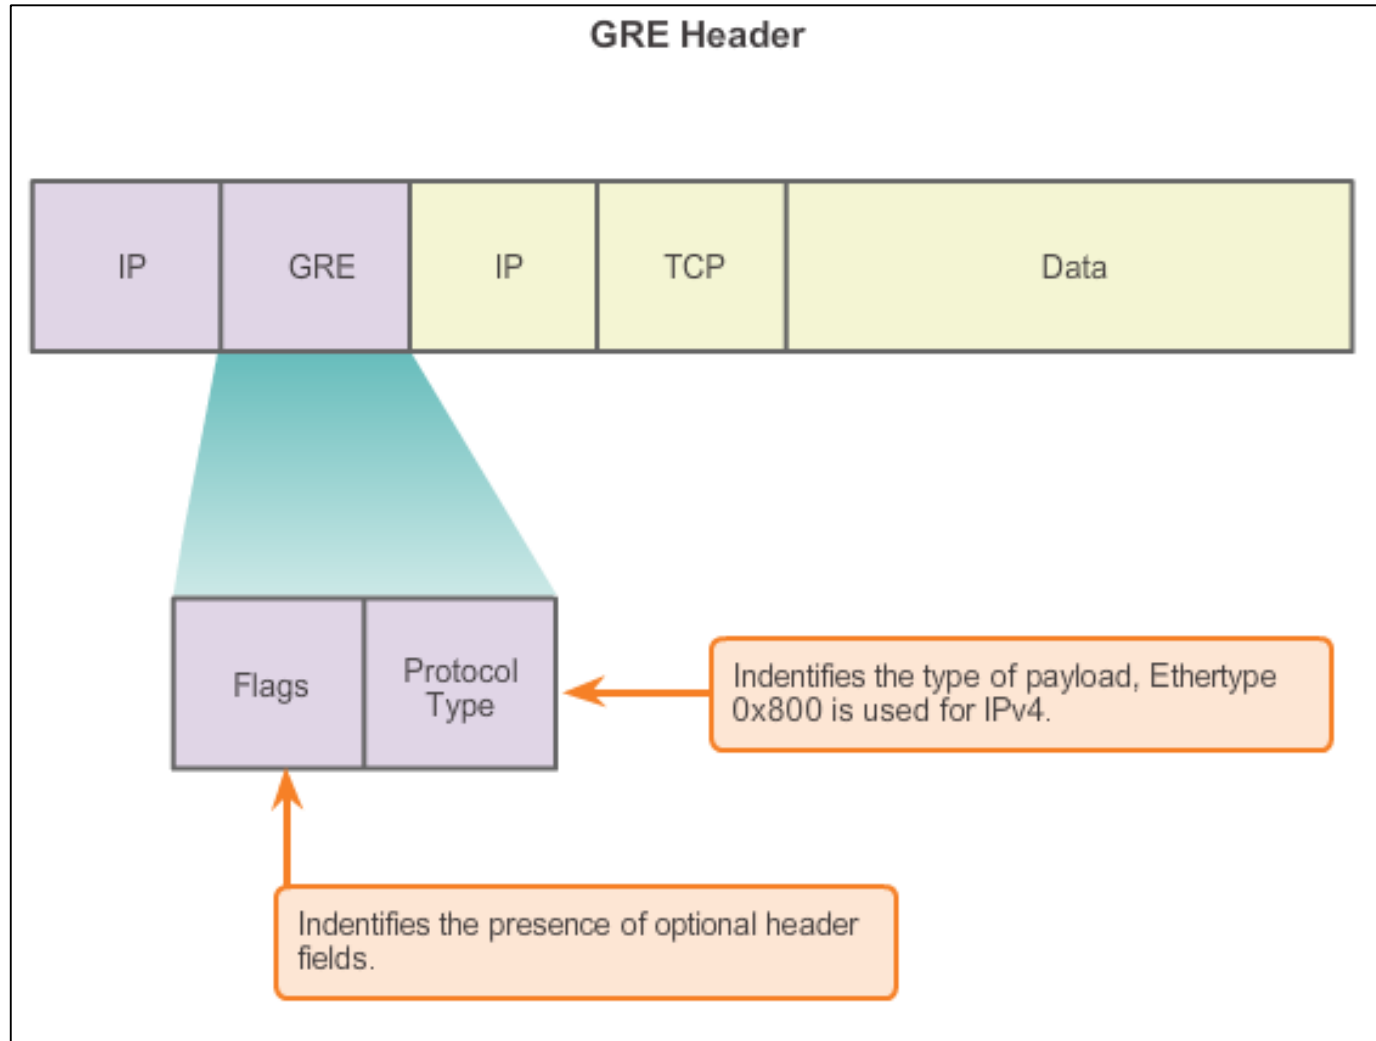 GRE Header
IP
GRE
IP
TCP
Data
Flags
Protocol
Type
Indentifies the type of payload, Ethertype
0x800 is used for IPv4.
Indentifies the presence of optional header
fields.